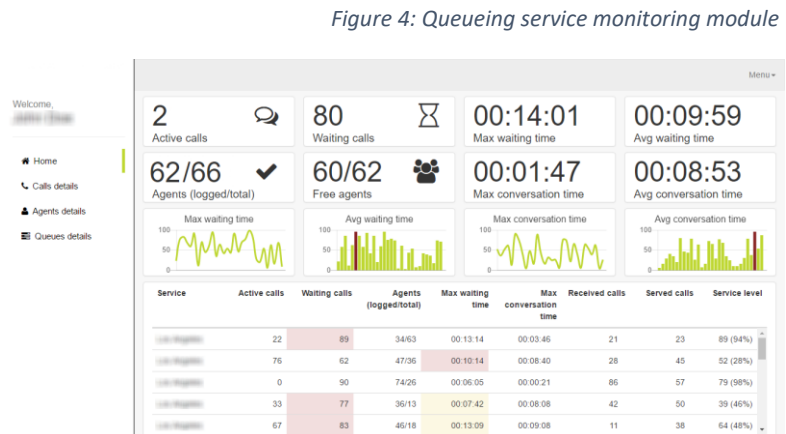 Figure 4: Queueing service monitoring module
Menu
Welcome,
Home
Calls details
Agents details
Queues details
2
Active calls
80
Waiting calls
00:14:01
Max waiting time
00:09:59
Avg waiting time
62/66
Agents (logged/total)
60/62
Free agents
00:01:47
Max conversation time
00:08:53
Avg conversation time
Max waiting time
100
50
0
Avg waiting time
100
50
0
Max conversation time
100
50
0
Avg conversation time
100
50
0
Service Active calls Waiting calls Agents (logged/total) Max waiting time Max conversation time Received calls Served calls Service level
22 89 34/63 00:13:14 00:03:46 21 23 89 (94%)
76 62 47/36 00:10:14 00:08:40 28 45 52 (28%)
0 90 74/26 00:06:05 00:00:21 86 57 79 (98%)
33 77 36/13 00:07:42 00:08:08 42 50 39 (46%)
67 83 46/18 00:13:09 00:09:08 11 38 64 (48%)